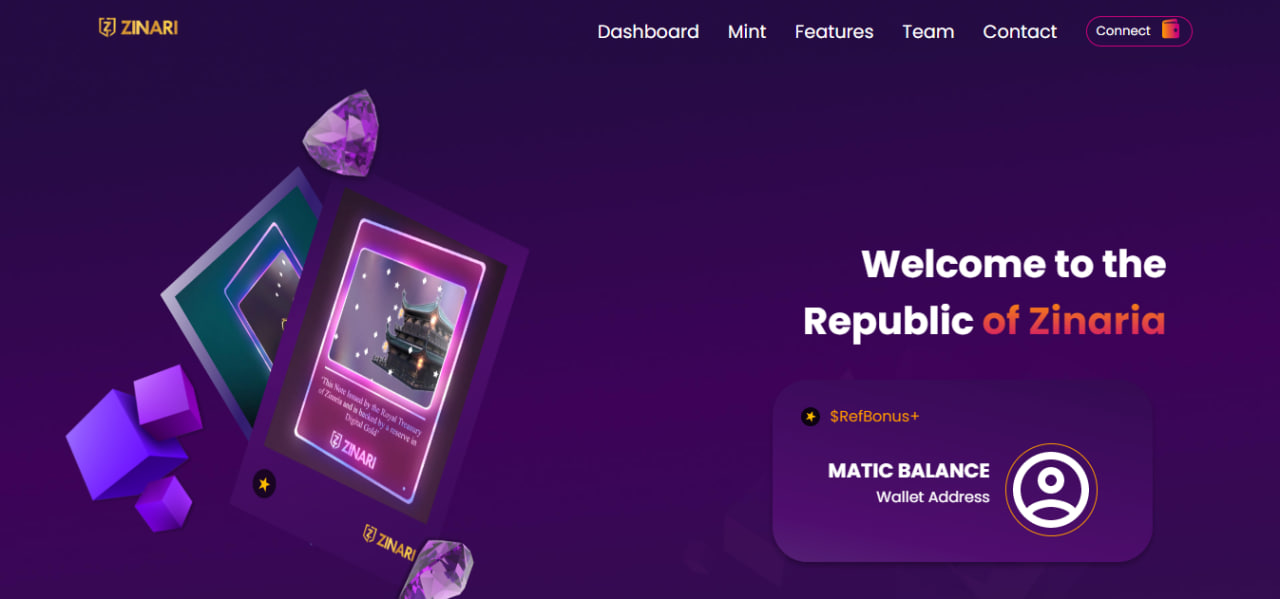 ZINARI
Dashboard Mint Features Team Contact Connect
Welcome to the
Republic of Zinaria
$RefBonus+
MATIC BALANCE
Wallet Address
"This Note Issued by the Royal Treasury
of Zinaria and is backed by a reserve in
Digital Gold"
ZINARI
ZINARI